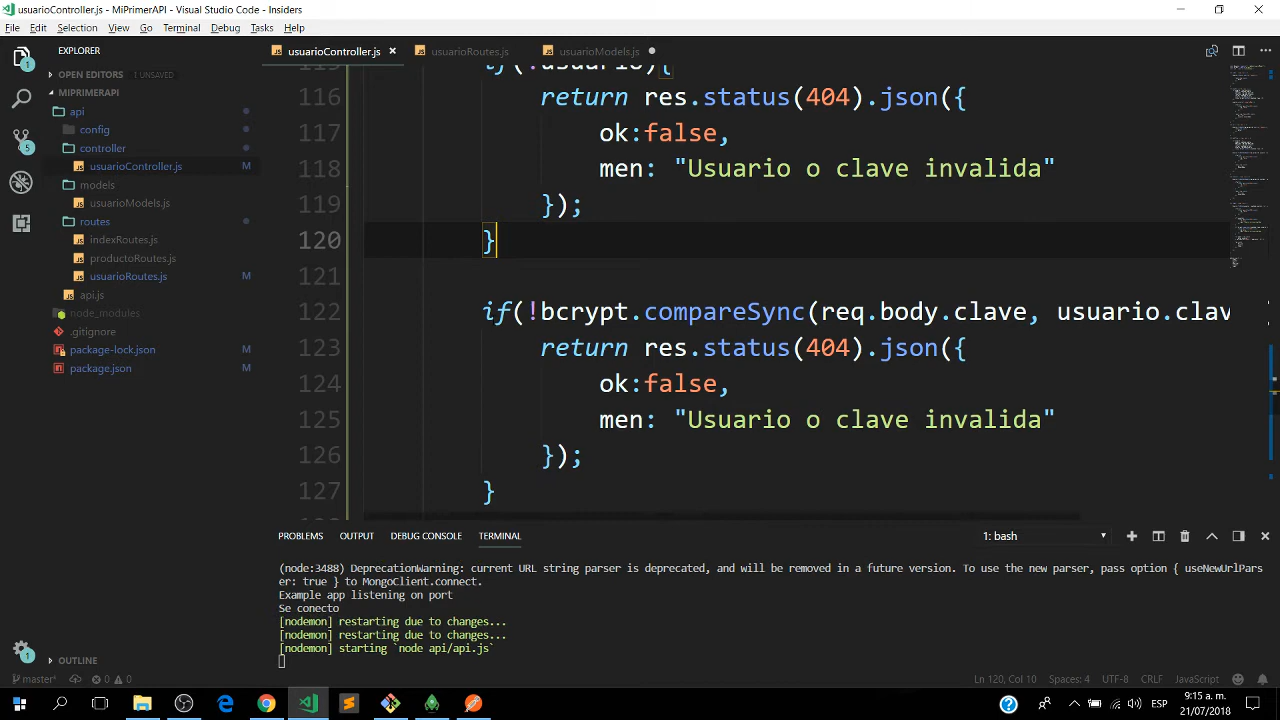 usuarioController.js - MiPrimerAPI - Visual Studio Code - Insiders
File Edit Selection View Go Terminal Debug Tasks Help
EXPLORER
usuarioController.js
usuarioRoutes.js
usuarioModels.js
OPEN EDITORS 1 UNSAVED
MIPRIMERAPI
api
config
controller
usuarioController.js M
models
usuarioModels.js
routes
indexRoutes.js
productoRoutes.js
usuarioRoutes.js M
api.js
node_modules
.gitignore
package-lock.json M
package.json M
OUTLINE
if(!usuario){
116 return res.status(404).json({
117 ok:false,
118 men: "Usuario o clave invalida"
119 });
120 }
121
122 if(!bcrypt.compareSync(req.body.clave, usuario.clav
123 return res.status(404).json({
124 ok:false,
125 men: "Usuario o clave invalida"
126 });
127 }
PROBLEMS OUTPUT DEBUG CONSOLE TERMINAL 1: bash
(node:3488) DeprecationWarning: current URL string parser is deprecated, and will be removed in a future version. To use the new parser, pass option { useNewUrlPars
er: true } to MongoClient.connect.
Example app listening on port
Se conecto
[nodemon] restarting due to changes...
[nodemon] restarting due to changes...
[nodemon] starting `node api/api.js`
master* 0 0 Ln 120, Col 10 Spaces: 4 UTF-8 CRLF JavaScript
ESP
9:15 a. m.
21/07/2018